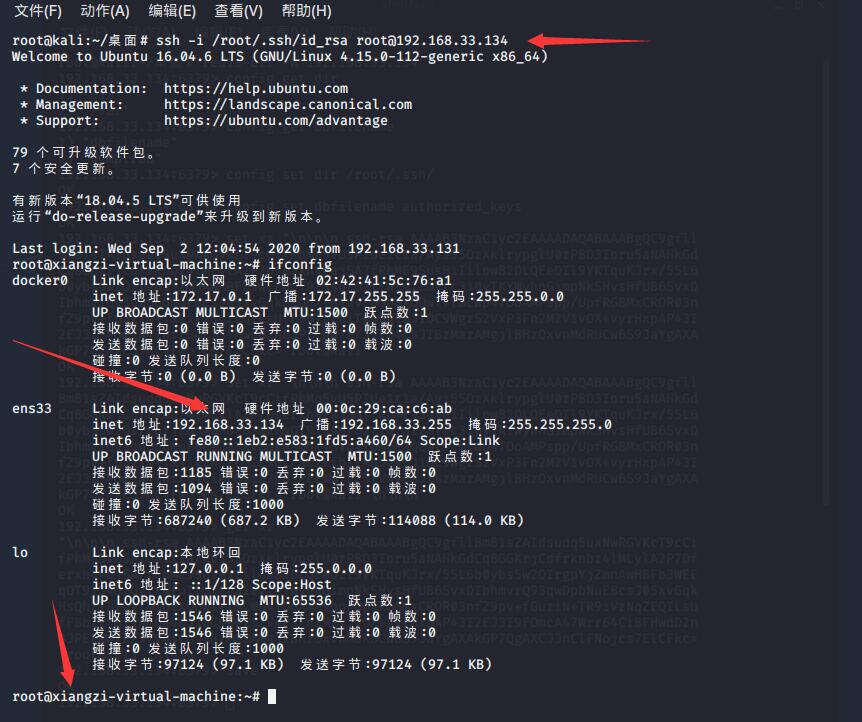 文件(F) 动作(A) 编辑(E) 查看(V) 帮助(H)
root@kali:~/桌面# ssh -i /root/.ssh/id_rsa root@192.168.33.134
Welcome to Ubuntu 16.04.6 LTS (GNU/Linux 4.15.0-112-generic x86_64)
* Documentation: https://help.ubuntu.com
* Management: https://landscape.canonical.com
* Support: https://ubuntu.com/advantage
79 个可升级软件包。
7 个安全更新。
有新版本“18.04.5 LTS”可供使用
运行“do-release-upgrade”来升级到新版本。
Last login: Wed Sep  2 12:04:54 2020 from 192.168.33.131
root@xiangzi-virtual-machine:~# ifconfig
docker0 Link encap:以太网 硬件地址 02:42:41:5c:76:a1
inet 地址:172.17.0.1 广播:172.17.255.255 掩码:255.255.0.0
UP BROADCAST MULTICAST MTU:1500 跃点数:1
接收数据包:0 错误:0 丢弃:0 过载:0 帧数:0
发送数据包:0 错误:0 丢弃:0 过载:0 载波:0
碰撞:0 发送队列长度:0
接收字节:0 (0.0 B) 发送字节:0 (0.0 B)
ens33 Link encap:以太网 硬件地址 00:0c:29:ca:c6:ab
inet 地址:192.168.33.134 广播:192.168.33.255 掩码:255.255.255.0
inet6 地址: fe80::1eb2:e583:1fd5:a460/64 Scope:Link
UP BROADCAST RUNNING MULTICAST MTU:1500 跃点数:1
接收数据包:1185 错误:0 丢弃:0 过载:0 帧数:0
发送数据包:1094 错误:0 丢弃:0 过载:0 载波:0
碰撞:0 发送队列长度:1000
接收字节:687240 (687.2 KB) 发送字节:114088 (114.0 KB)
lo Link encap:本地环回
inet 地址:127.0.0.1 掩码:255.0.0.0
inet6 地址: ::1/128 Scope:Host
UP LOOPBACK RUNNING MTU:65536 跃点数:1
接收数据包:1546 错误:0 丢弃:0 过载:0 帧数:0
发送数据包:1546 错误:0 丢弃:0 过载:0 载波:0
碰撞:0 发送队列长度:1000
接收字节:97124 (97.1 KB) 发送字节:97124 (97.1 KB)
root@xiangzi-virtual-machine:~#